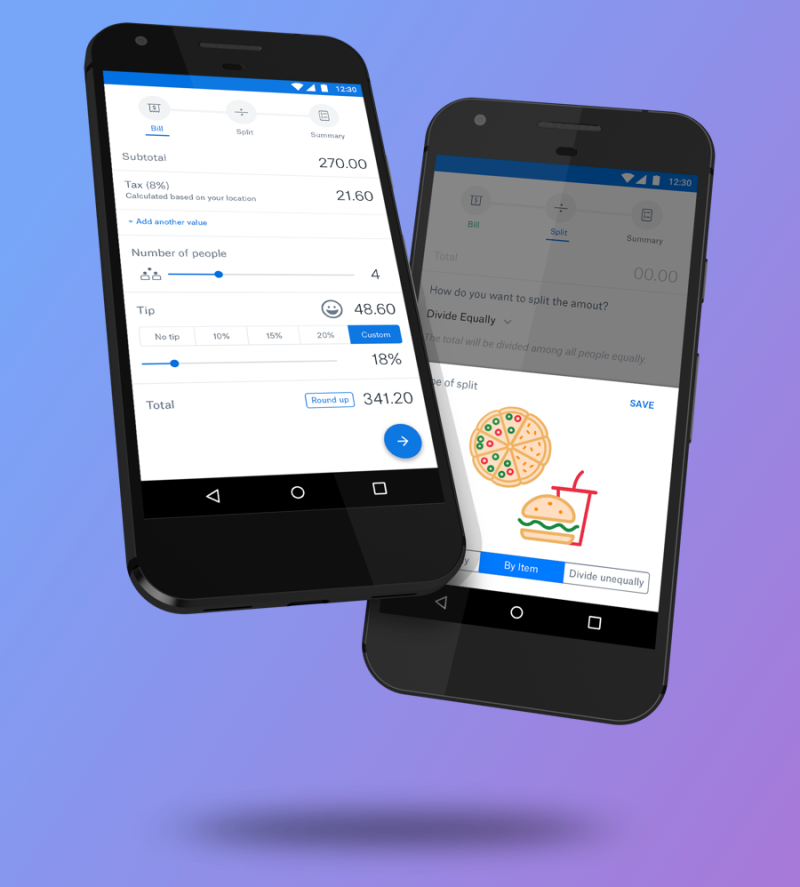 12:30
Bill
Split
Summary
Subtotal
270.00
Tax (8%)
21.60
Calculated based on your location
+ Add another value
Number of people
4
Tip
48.60
No tip
10%
15%
20%
Custom
18%
Total
Round up
341.20
12:30
Bill
Split
Summary
Total
00.00
How do you want to split the amout?
Divide Equally
The total will be divided among all people equally
of split
SAVE
By Item
Divide unequally